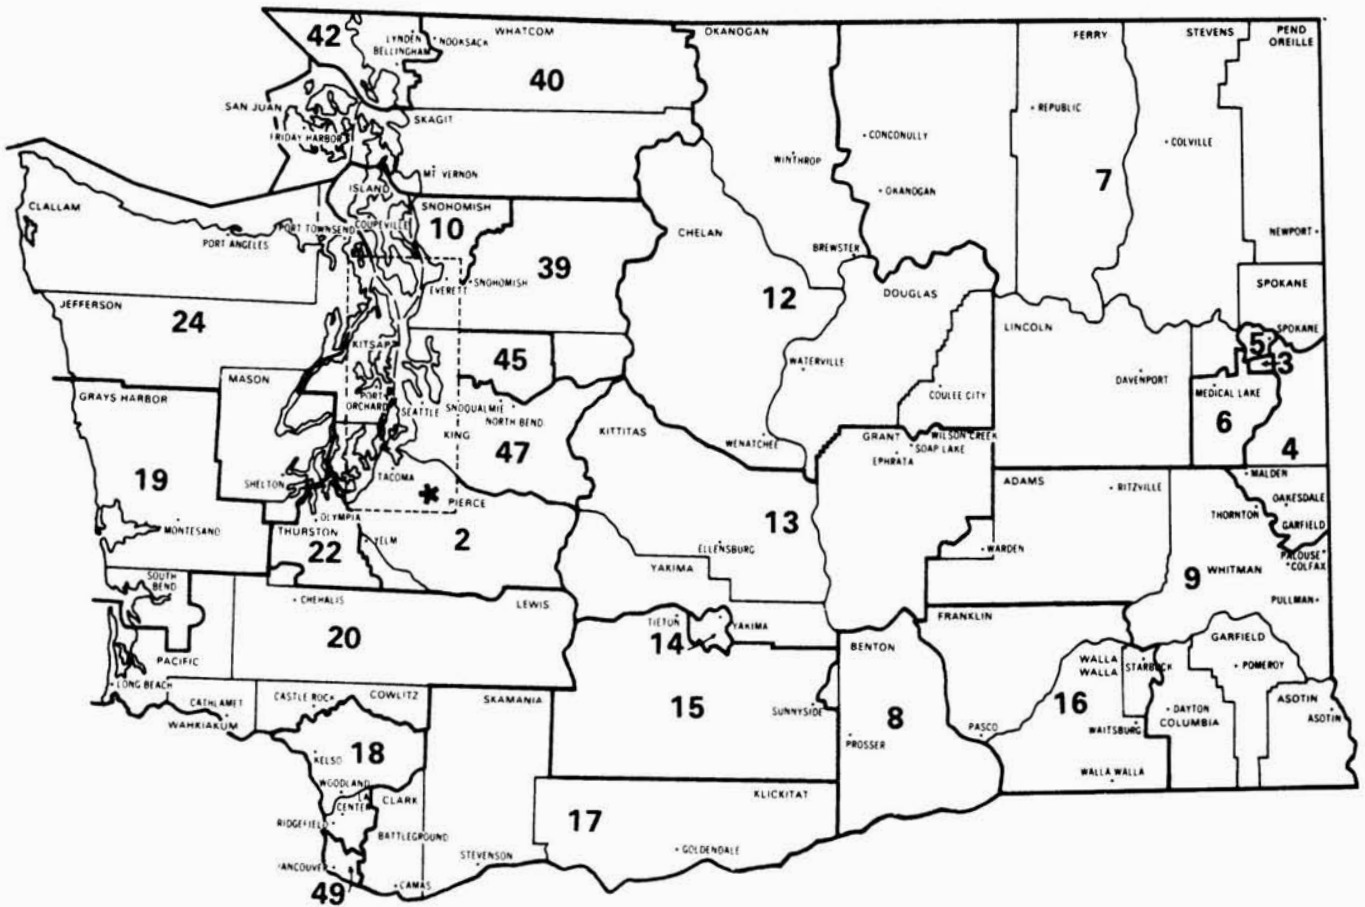 42
LYNDEN
BELLINGHAM
NOOKSACK
WHATCOM
OKANOGAN
FERRY
STEVENS
PEND
OREILLE
40
SAN JUAN
FRIDAY HARBOR
SKAGIT
REPUBLIC
CONCONULLY
COLVILLE
WINTHROP
MT VERNON
7
OKANOGAN
ISLAND
CLALLAM
SNOHOMISH
10
PORT ANGELES
PORT TOWNSEND
COUPEVILLE
CHELAN
NEWPORT
BREWSTER
39
EVERETT
SNOHOMISH
12
DOUGLAS
SPOKANE
JEFFERSON
24
LINCOLN
SPOKANE
5
3
KITSAP
45
WATERVILLE
DAVENPORT
MASON
GRAYS HARBOR
PORT
ORCHARD
SEATTLE
SNOQUALMIE
NORTH BEND
COULEE CITY
MEDICAL LAKE
6
4
KING
47
KITTITAS
WENATCHEE
GRANT
WILSON CREEK
SOAP LAKE
EPHRATA
19
SHELTON
TACOMA
*
PIERCE
ADAMS
RITZVILLE
MALDEN
OAKESDALE
THORNTON
GARFIELD
MONTESANO
OLYMPIA
THURSTON
22
YELM
2
13
ELLENSBURG
WARDEN
PALOUSE
COLFAX
YAKIMA
9
WHITMAN
PULLMAN
SOUTH
BEND
CHEHALIS
LEWIS
20
TIETON
YAKIMA
14
FRANKLIN
BENTON
GARFIELD
PACIFIC
WALLA
WALLA
STARBUCK
POMEROY
LONG BEACH
CATHLAMET
WAHKIAKUM
CASTLE ROCK
COWLITZ
SKAMANIA
15
SUNNYSIDE
8
16
PASCO
WAITSBURG
DAYTON
COLUMBIA
ASOTIN
ASOTIN
PROSSER
18
KELSO
WOODLAND
LA
CENTER
CLARK
WALLA WALLA
KLICKITAT
RIDGEFIELD
BATTLEGROUND
17
GOLDENDALE
STEVENSON
VANCOUVER
CAMAS
49